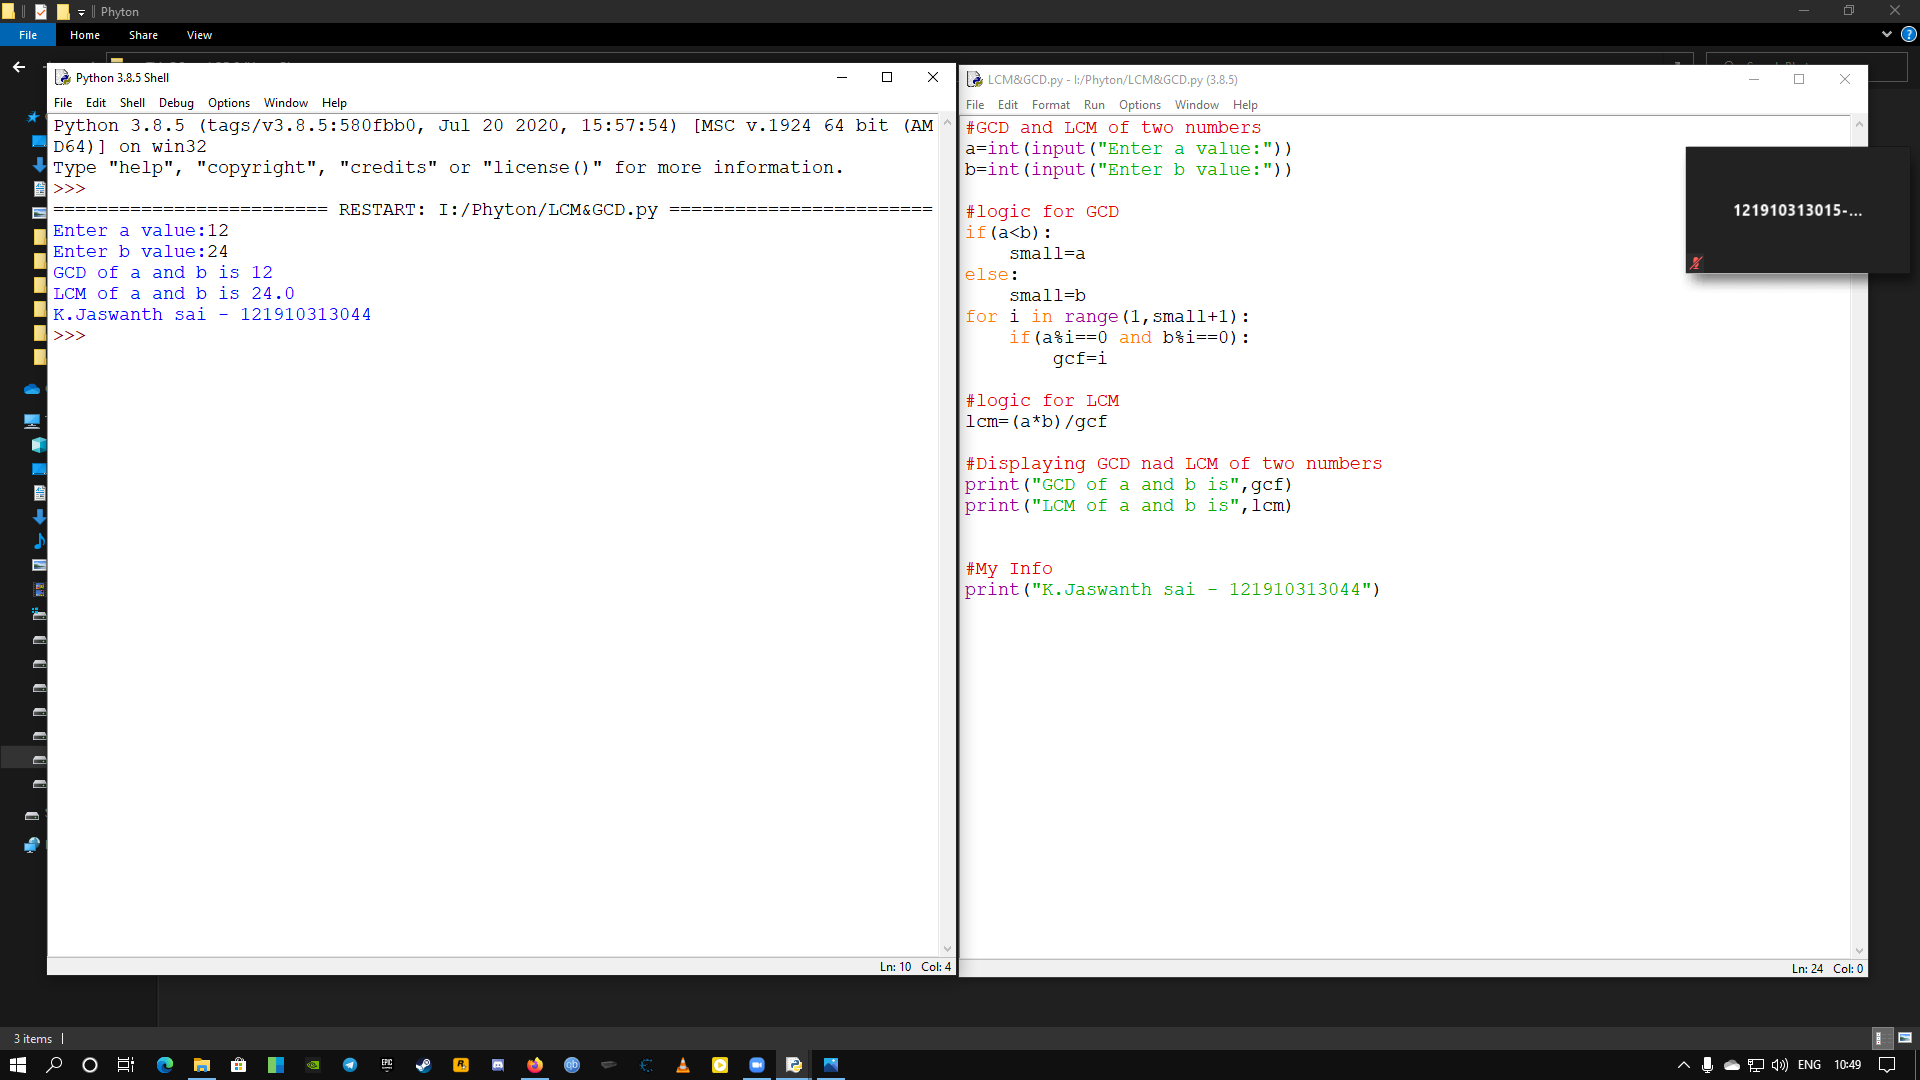 Phyton
File Home Share View
Python 3.8.5 Shell
File Edit Shell Debug Options Window Help
Python 3.8.5 (tags/v3.8.5:580fbb0, Jul 20 2020, 15:57:54) [MSC v.1924 64 bit (AM
D64)] on win32
Type "help", "copyright", "credits" or "license()" for more information.
>>>
========================= RESTART: I:/Phyton/LCM&GCD.py ========================
Enter a value:12
Enter b value:24
GCD of a and b is 12
LCM of a and b is 24.0
K.Jaswanth sai - 121910313044
>>>
Ln: 10 Col: 4
LCM&GCD.py - I:/Phyton/LCM&GCD.py (3.8.5)
File Edit Format Run Options Window Help
#GCD and LCM of two numbers
a=int(input("Enter a value:"))
b=int(input("Enter b value:"))
#logic for GCD
if(a<b):
    small=a
else:
    small=b
for i in range(1,small+1):
    if(a%i==0 and b%i==0):
        gcf=i
#logic for LCM
lcm=(a*b)/gcf
#Displaying GCD nad LCM of two numbers
print("GCD of a and b is",gcf)
print("LCM of a and b is",lcm)
#My Info
print("K.Jaswanth sai - 121910313044")
Ln: 24 Col: 0
121910313015-...
3 items
EPIC
GAMES
R
qb
ENG 10:49